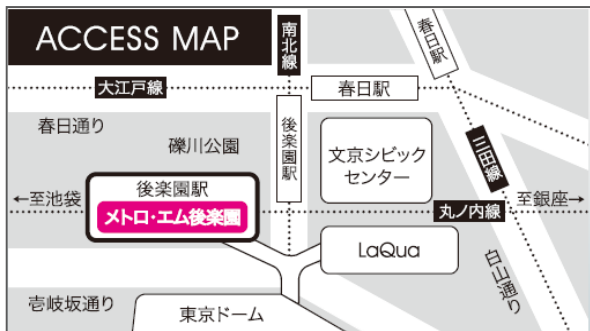 ACCESS MAP
南北線
春日駅
大江戸線
春日駅
春日通り
礫川公園
後楽園駅
文京シビック
センター
三田線
←至池袋
後楽園駅
メトロ・エム後楽園
丸ノ内線
至銀座→
LaQua
白山通り
壱岐坂通り
東京ドーム